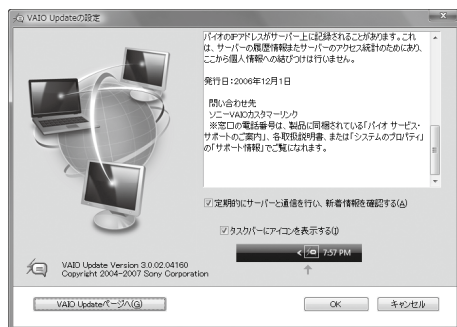 VAIO Updateの設定
バイオのIPアドレスがサーバー上に記録されることがあります。これ
は、サーバーの履歴情報またサーバーのアクセス統計のためにあり、
ここから個人情報への結びつけは行いません。
発行日:2006年12月1日
問い合わせ先
ソニーVAIOカスタマーリンク
※窓口の電話番号は、製品に同梱されている「バイオ サービス・
サポートのご案内」、各取扱説明書、または「システムのプロパティ」
の「サポート情報」でご覧になれます。
定期的にサーバーと通信を行い、新着情報を確認する(A)
タスクバーにアイコンを表示する(I)
7:57 PM
VAIO Update Version 3.0.02.04160
Copyright 2004-2007 Sony Corporation
VAIO Updateページへ(G)
OK
キャンセル